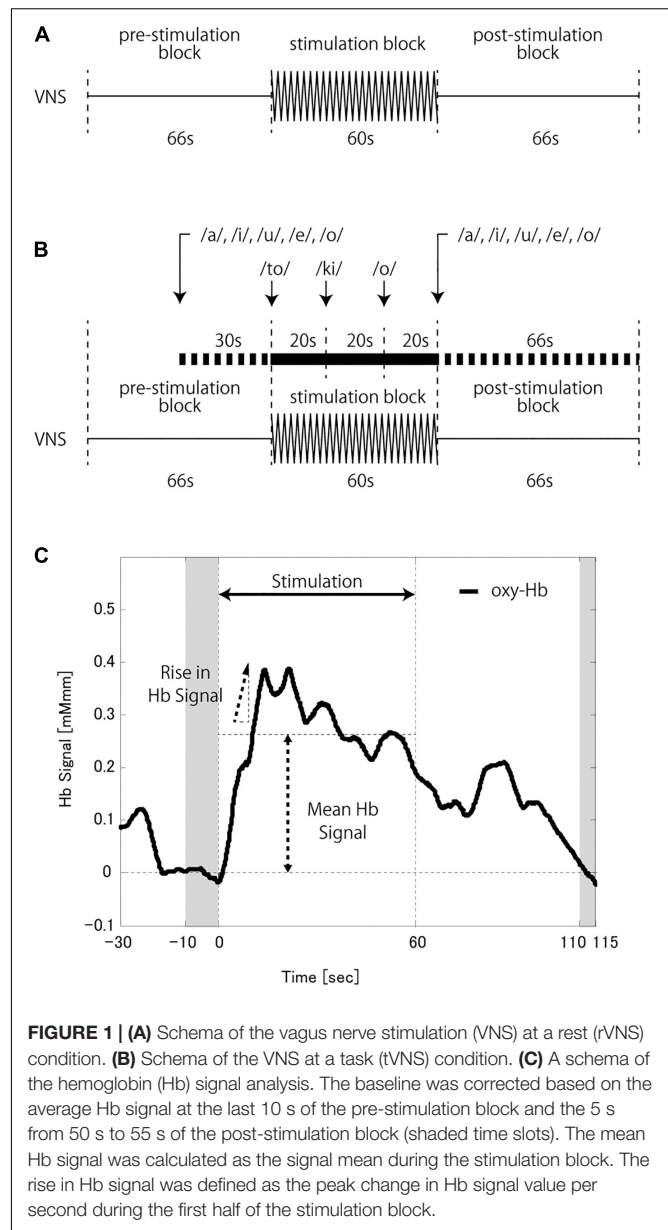 A
pre-stimulation block
stimulation block
post-stimulation block
VNS
66s
60s
66s
B
/a/, /i/, /u/, /e/, /o/
/a/, /i/, /u/, /e/, /o/
/to/
/ki/
/o/
30s
20s
20s
20s
66s
pre-stimulation block
stimulation block
post-stimulation block
VNS
66s
60s
66s
C
Stimulation
oxy-Hb
Rise in
Hb Signal
Mean Hb
Signal
Hb Signal [mMmm]
0.5
0.4
0.3
0.2
0.1
0
−0.1
−30
−10
0
60
110
115
Time [sec]
FIGURE 1 | (A) Schema of the vagus nerve stimulation (VNS) at a rest (rVNS)
condition. (B) Schema of the VNS at a task (tVNS) condition. (C) A schema of
the hemoglobin (Hb) signal analysis. The baseline was corrected based on the
average Hb signal at the last 10 s of the pre-stimulation block and the 5 s
from 50 s to 55 s of the post-stimulation block (shaded time slots). The mean
Hb signal was calculated as the signal mean during the stimulation block. The
rise in Hb signal was defined as the peak change in Hb signal value per
second during the first half of the stimulation block.